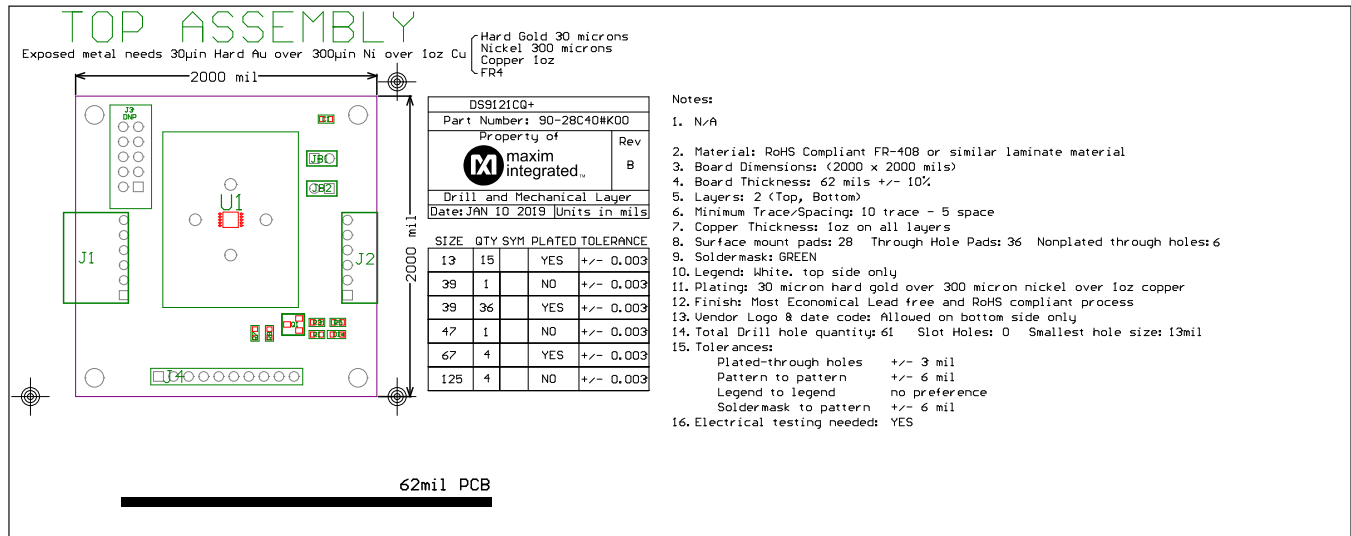 TOP ASSEMBLY
Exposed metal needs 30µin Hard Au over 300µin Ni over 1oz Cu
Hard Gold 30 microns
Nickel 300 microns
Copper 1oz
FR4
2000 mil
2000 mil
J3
DNP
JB1
JB2
U1
J1
J2
J4
DS9121CQ+
Part Number: 90-28C40#K00
Property of
maxim
integrated™
Rev
B
Drill and Mechanical Layer
Date:JAN 10 2019 Units in mils
SIZE QTY SYM PLATED TOLERANCE
13 15 YES +/- 0.003
39 1 NO +/- 0.003
39 36 YES +/- 0.003
47 1 NO +/- 0.003
67 4 YES +/- 0.003
125 4 NO +/- 0.003
62mil PCB
Notes:
1. N/A
2. Material: RoHS Compliant FR-408 or similar laminate material
3. Board Dimensions: (2000 x 2000 mils)
4. Board Thickness: 62 mils +/- 10%
5. Layers: 2 (Top, Bottom)
6. Minimum Trace/Spacing: 10 trace - 5 space
7. Copper Thickness: 1oz on all layers
8. Surface mount pads: 28 Through Hole Pads: 36 Nonplated through holes: 6
9. Soldermask: GREEN
10. Legend: White. top side only
11. Plating: 30 micron hard gold over 300 micron nickel over 1oz copper
12. Finish: Most Economical Lead free and RoHS compliant process
13. Vendor Logo & date code: Allowed on bottom side only
14. Total Drill hole quantity: 61 Slot Holes: 0 Smallest hole size: 13mil
15. Tolerances:
Plated-through holes +/- 3 mil
Pattern to pattern +/- 6 mil
Legend to legend no preference
Soldermask to pattern +/- 6 mil
16. Electrical testing needed: YES